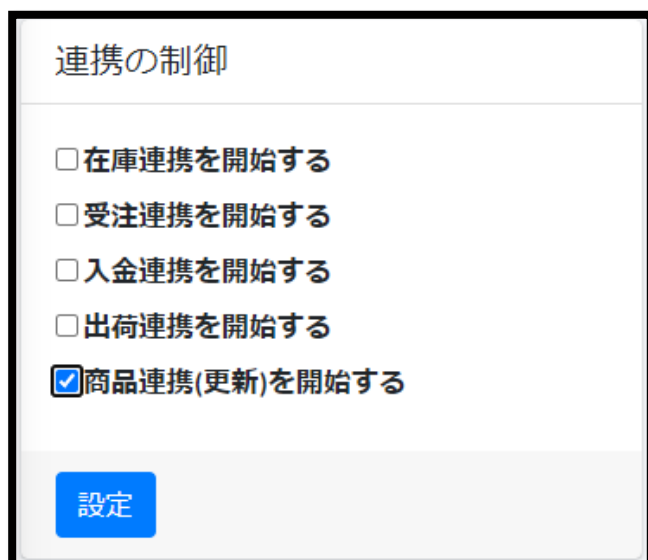 連携の制御
在庫連携を開始する
受注連携を開始する
入金連携を開始する
出荷連携を開始する
商品連携(更新)を開始する
設定